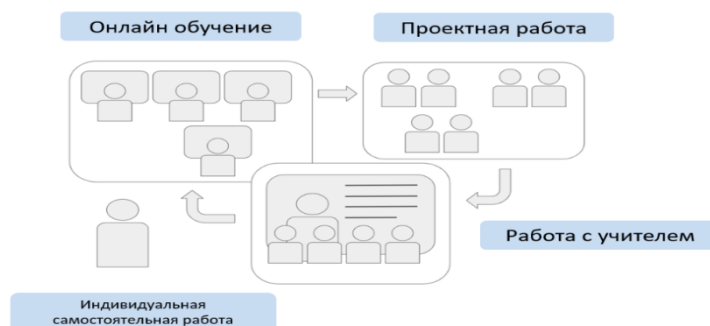 Онлайн обучение
Проектная работа
Работа с учителем
Индивидуальная
самостоятельная работа